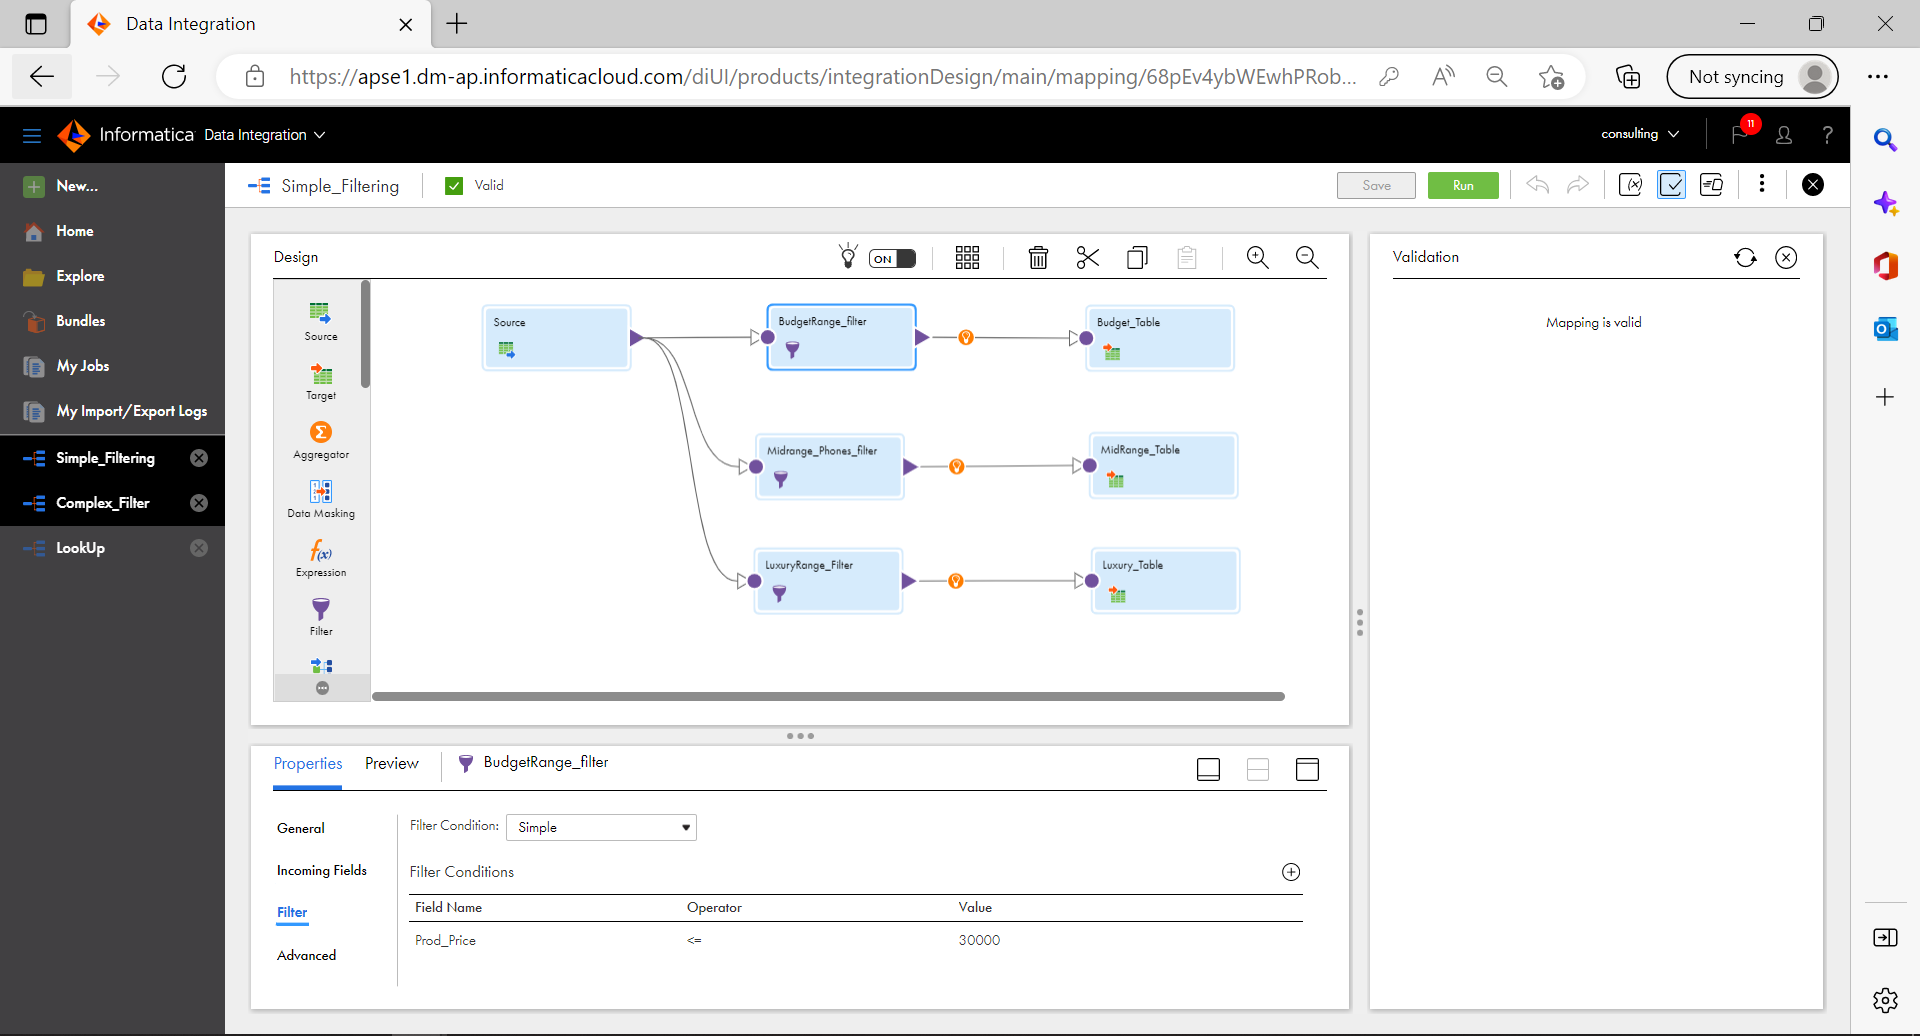 Data Integration
https://apse1.dm-ap.informaticacloud.com/diUI/products/integrationDesign/main/mapping/68pEv4ybWEwhPRob...
Not syncing
Informatica Data Integration
consulting
11
?
New...
Home
Explore
Bundles
My Jobs
My Import/Export Logs
Simple_Filtering
Complex_Filter
LookUp
Simple_Filtering
Valid
Save
Run
Design
ON
Source
Target
Aggregator
Data Masking
Expression
Filter
Source
BudgetRange_filter
Budget_Table
Midrange_Phones_filter
MidRange_Table
LuxuryRange_Filter
Luxury_Table
Validation
Mapping is valid
Properties
Preview
BudgetRange_filter
General
Incoming Fields
Filter
Advanced
Filter Condition: Simple
Filter Conditions
Field Name Operator Value
Prod_Price <= 30000